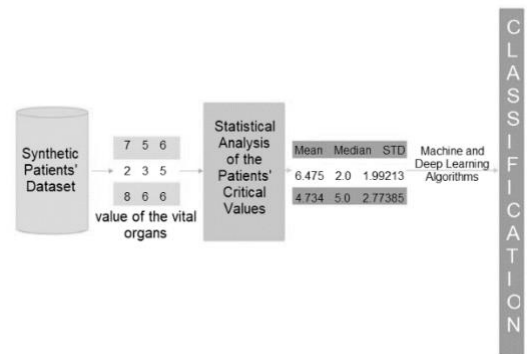 Synthetic
Patients'
Dataset
7 5 6
2 3 5
8 6 6
value of the vital
organs
Statistical
Analysis
of the
Patients'
Critical
Values
Mean Median STD
6.475 2.0 1.99213
4.734 5.0 2.77385
Machine and
Deep Learning
Algorithms
CLASSIFICATION